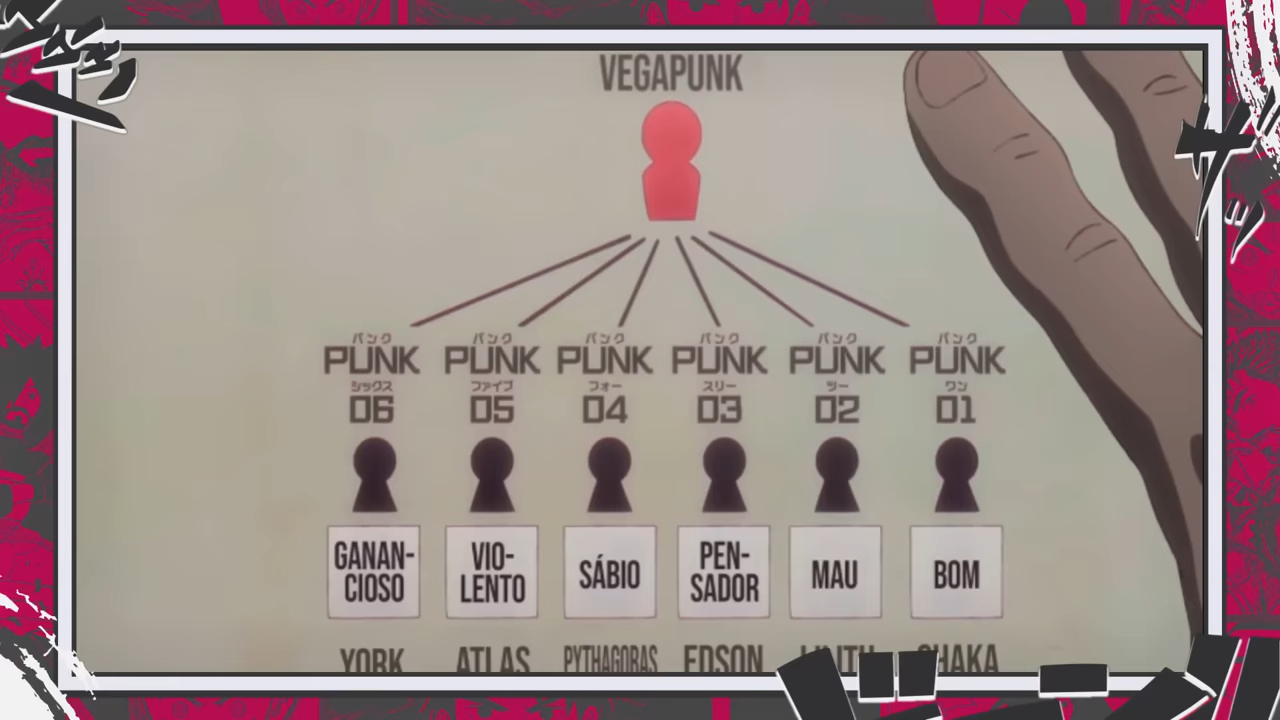 VEGAPUNK
パンク パンク パンク パンク パンク パンク
PUNK PUNK PUNK PUNK PUNK PUNK
シックス ファイブ フォー スリー ツー ワン
06 05 04 03 02 01
GANAN- VIO- SÁBIO PEN- MAU BOM
CIOSO LENTO SADOR
YORK ATLAS PYTHAGORAS EDSON LILITH SHAKA